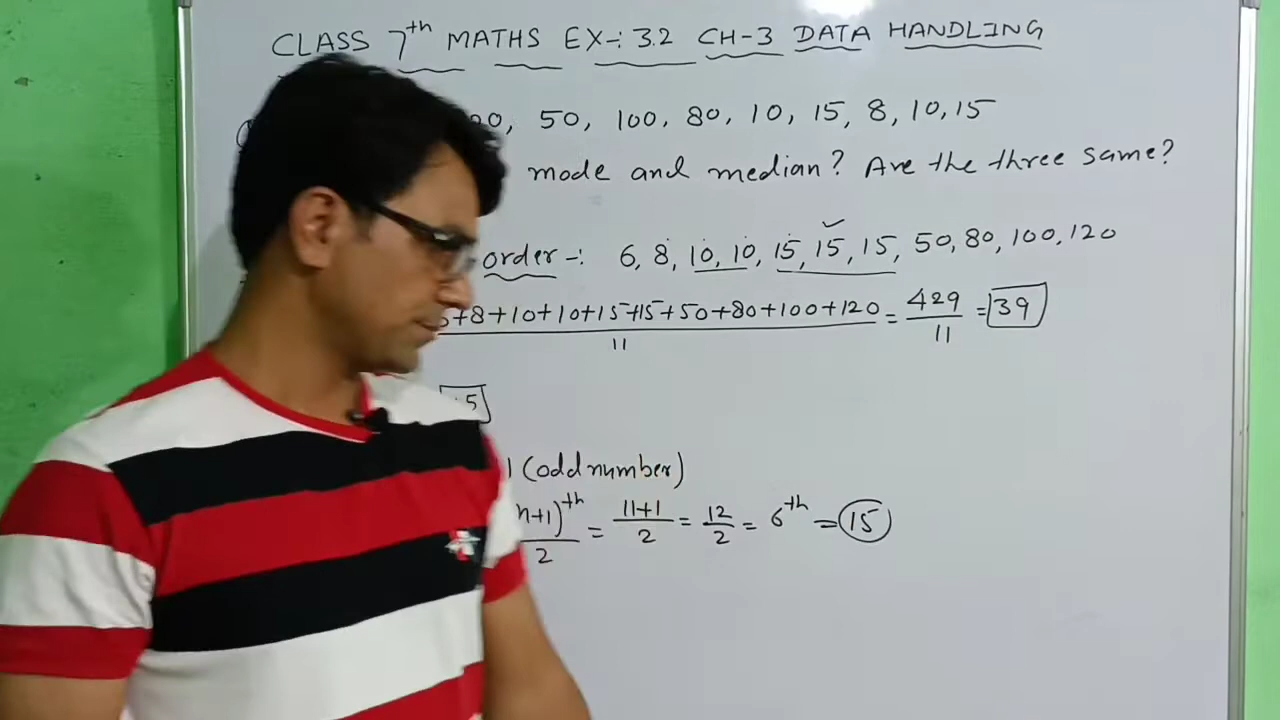 CLASS 7th MATHS EX-: 3.2 CH-3 DATA HANDLING
50, 100, 80, 10, 15, 8, 10, 15
mode and median? Are the three same?
order -: 6, 8, 10, 10, 15, 15, 15, 50, 80, 100, 120
+8+10+10+15+15+50+80+100+120 = 429 = 39
11 11
5
(odd number)
n+1)th = 11+1 = 12 = 6th = 15
2 2 2